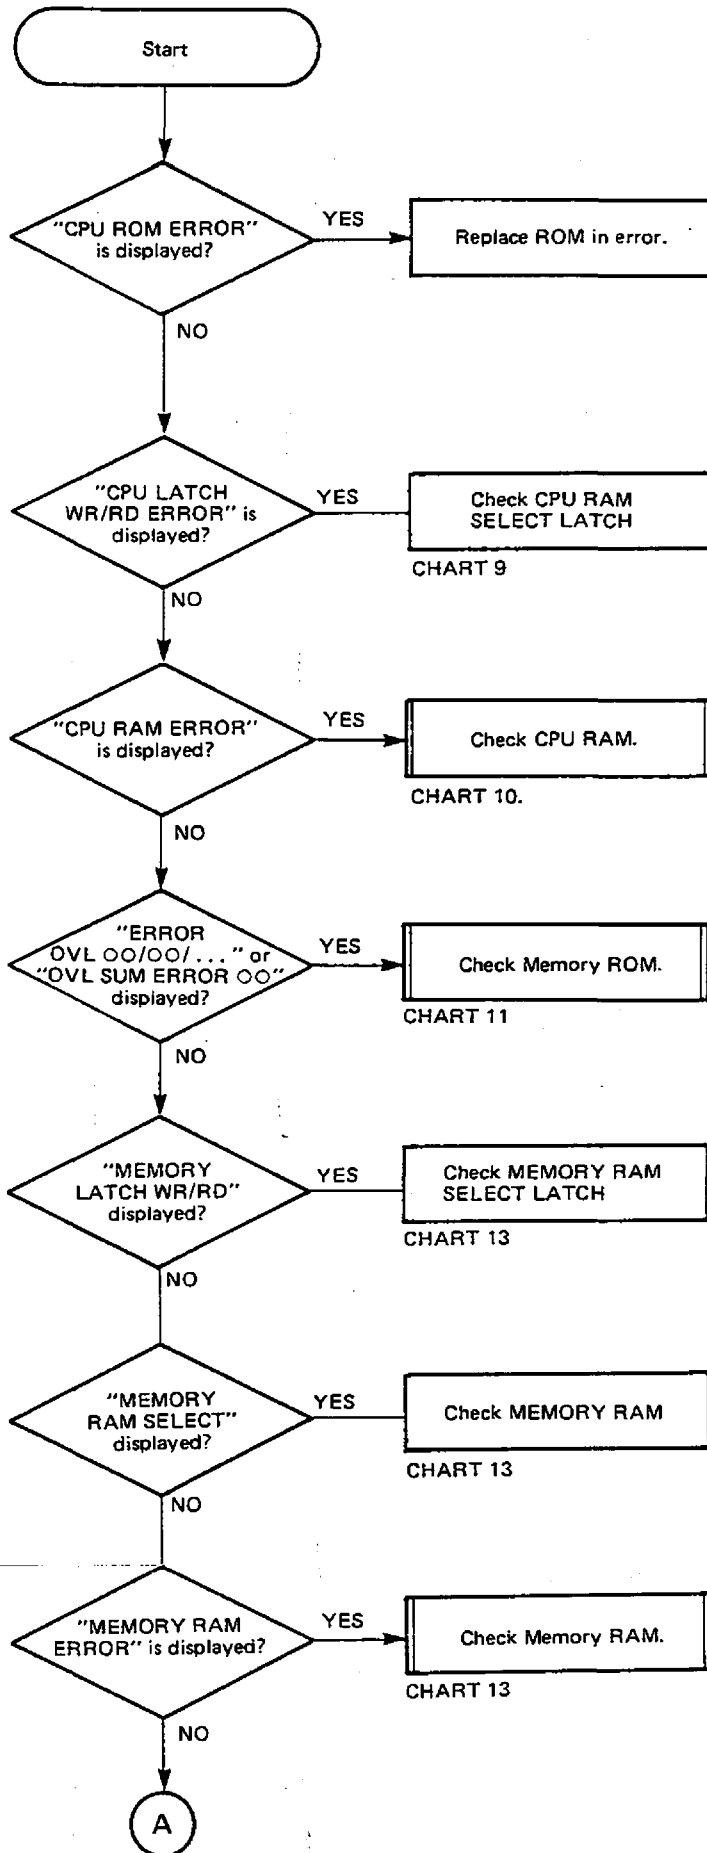 Start
"CPU ROM ERROR"
is displayed?
YES
Replace ROM in error.
NO
"CPU LATCH
WR/RD ERROR" is
displayed?
YES
Check CPU RAM
SELECT LATCH
CHART 9
NO
"CPU RAM ERROR"
is displayed?
YES
Check CPU RAM.
CHART 10.
NO
"ERROR
OVL ○○/○○/..." or
"OVL SUM ERROR ○○"
displayed?
YES
Check Memory ROM.
CHART 11
NO
"MEMORY
LATCH WR/RD"
displayed?
YES
Check MEMORY RAM
SELECT LATCH
CHART 13
NO
"MEMORY
RAM SELECT"
displayed?
YES
Check MEMORY RAM
CHART 13
NO
"MEMORY RAM
ERROR" is displayed?
YES
Check Memory RAM.
CHART 13
NO
A